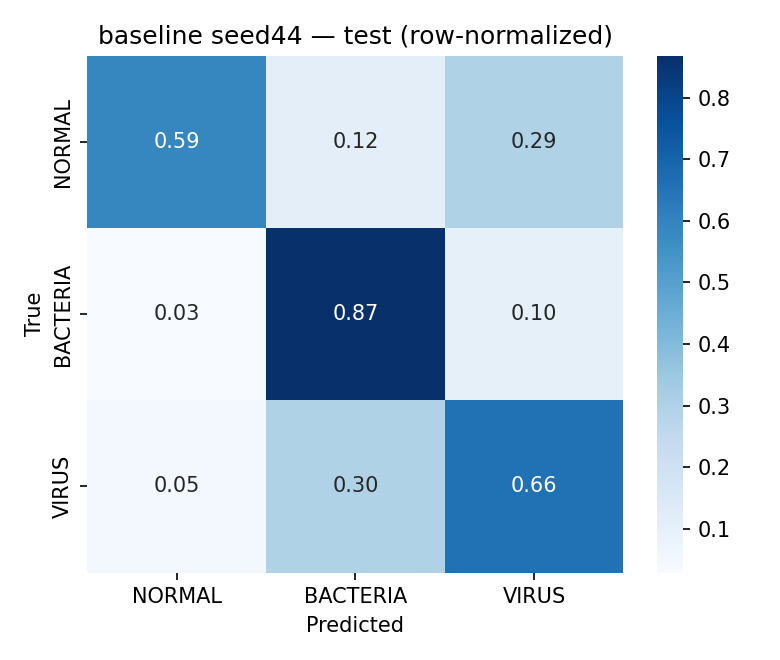 baseline seed44 — test (row-normalized)
NORMAL
0.59
0.12
0.29
True
BACTERIA
0.03
0.87
0.10
VIRUS
0.05
0.30
0.66
NORMAL
BACTERIA
VIRUS
Predicted
0.8
0.7
0.6
0.5
0.4
0.3
0.2
0.1